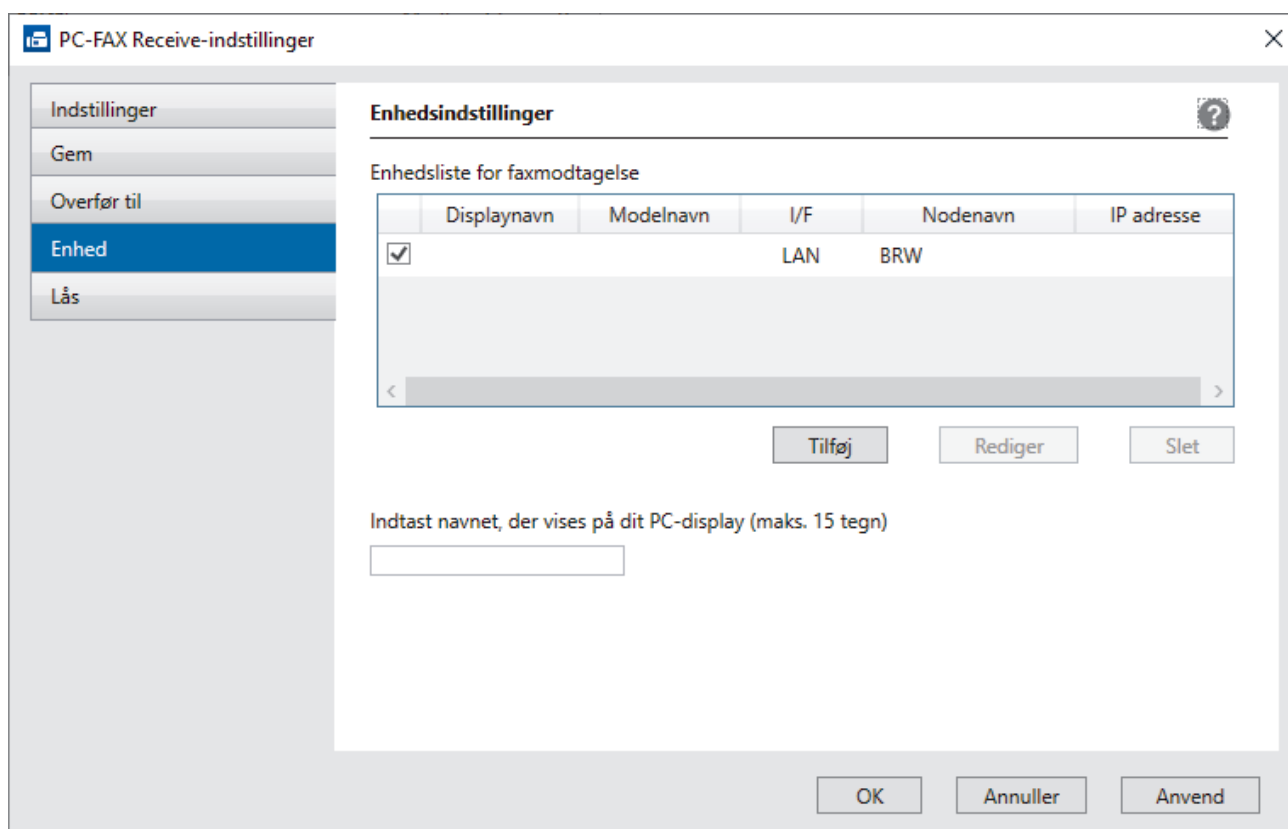 PC-FAX Receive-indstillinger
Indstillinger
Gem
Overfør til
Enhed
Lås
Enhedsindstillinger
?
Enhedsliste for faxmodtagelse
Displaynavn Modelnavn I/F Nodenavn IP adresse
LAN BRW
Tilføj Rediger Slet
Indtast navnet, der vises på dit PC-display (maks. 15 tegn)
OK Annuller Anvend